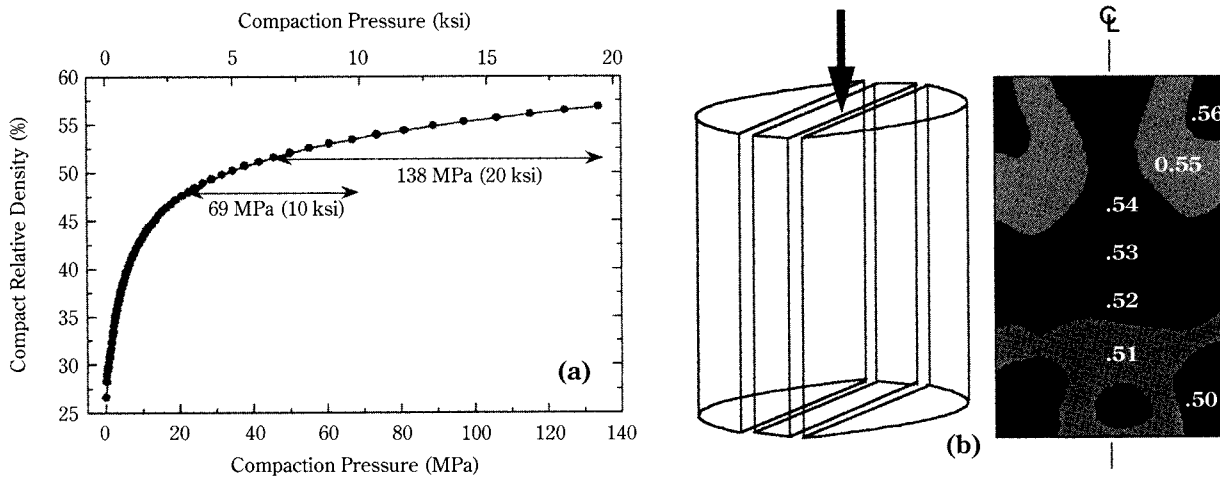 Compaction Pressure (ksi)
0 5 10 15 20
Compact Relative Density (%)
60
55
50
45
40
35
30
25
138 MPa (20 ksi)
69 MPa (10 ksi)
(a)
0 20 40 60 80 100 120 140
Compaction Pressure (MPa)
(b)
℄
.56
0.55
.54
.53
.52
.51
.50